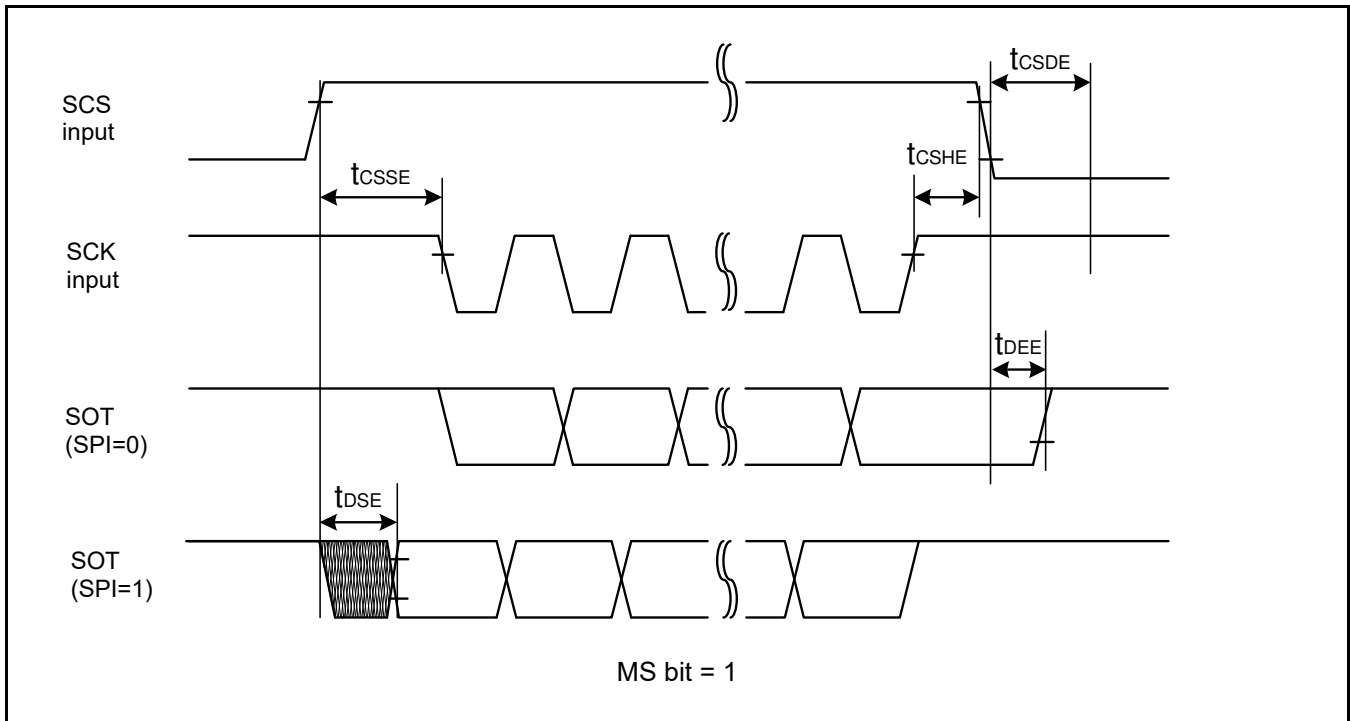 tCSDE
SCS
input
tCSHE
tCSSE
SCK
input
tDEE
SOT
(SPI=0)
tDSE
SOT
(SPI=1)
MS bit = 1